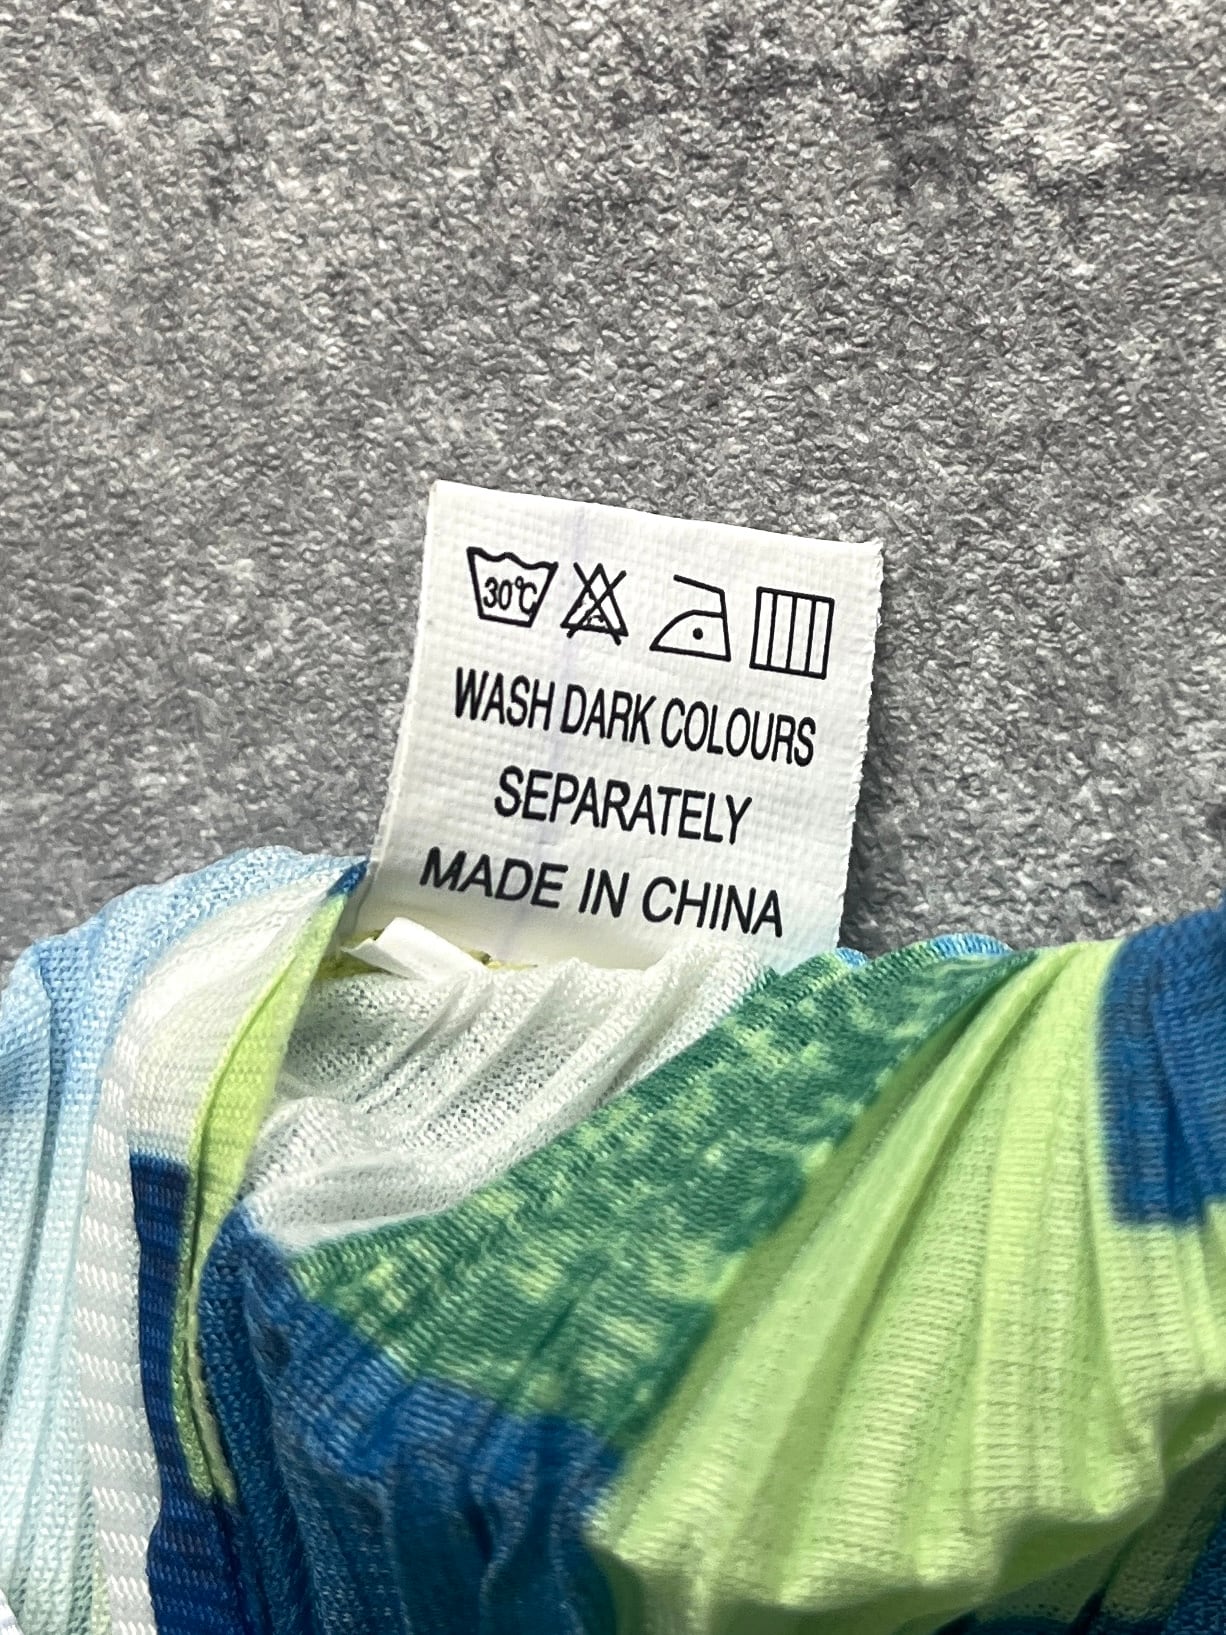 30°C
WASH DARK COLOURS
SEPARATELY
MADE IN CHINA